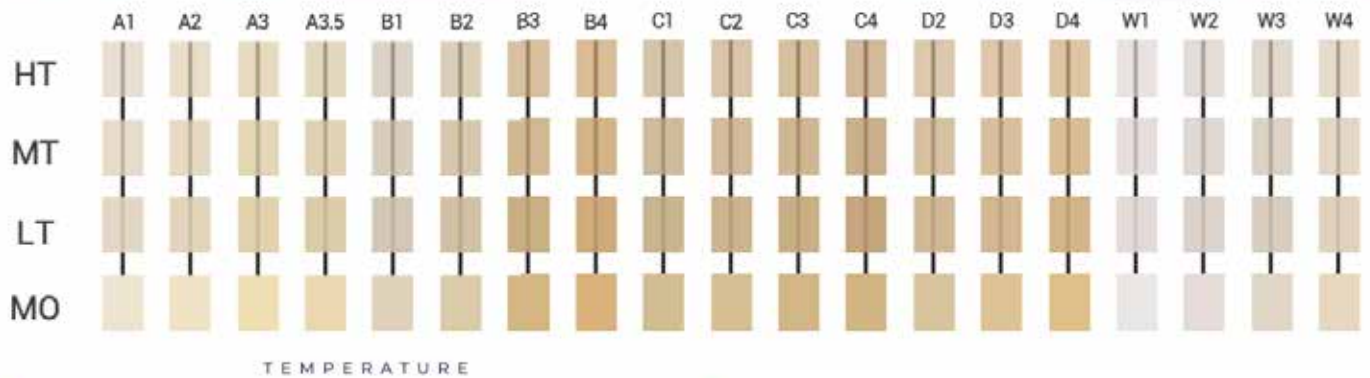 A1 A2 A3 A3.5 B1 B2 B3 B4 C1 C2 C3 C4 D2 D3 D4 W1 W2 W3 W4
HT
MT
LT
MO
TEMPERATURE